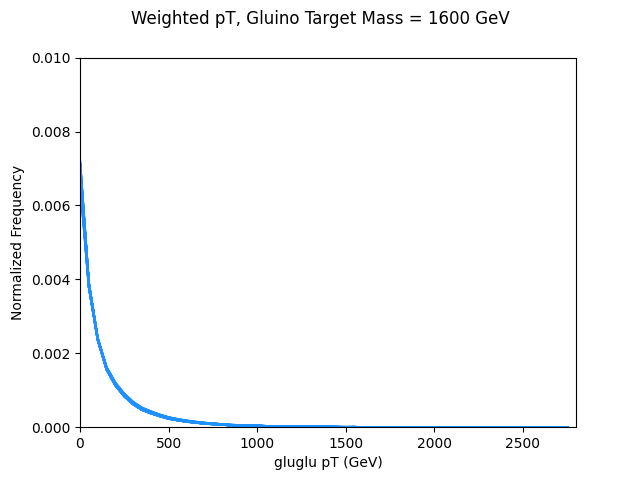 Weighted pT, Gluino Target Mass = 1600 GeV
0.010
0.008
0.006
0.004
0.002
0.000
Normalized Frequency
0 500 1000 1500 2000 2500
gluglu pT (GeV)